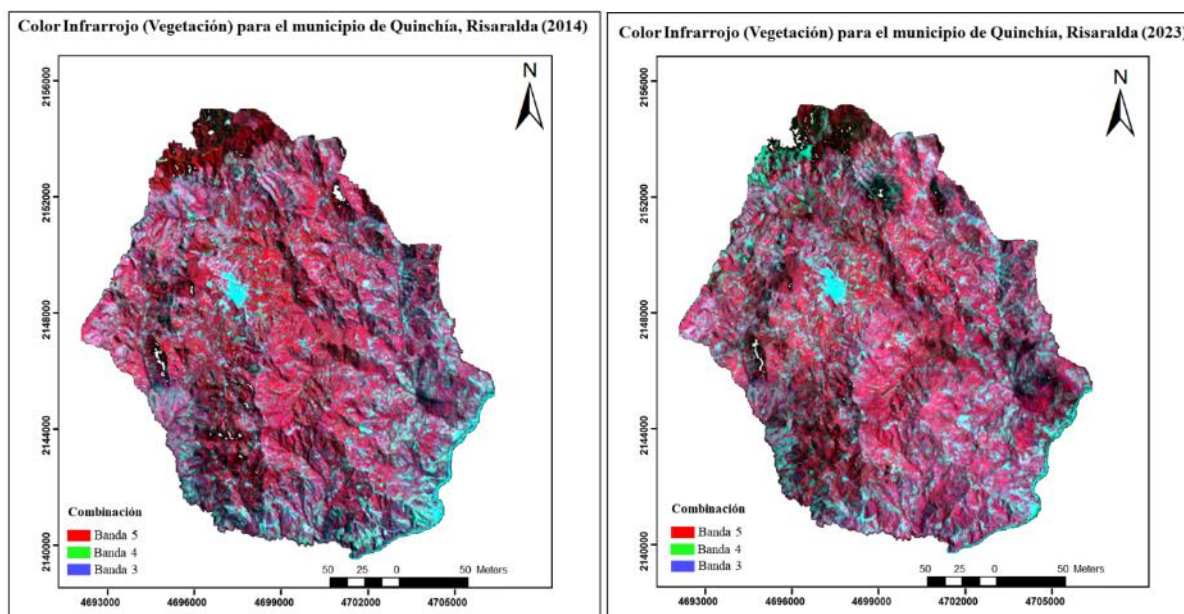 Color Infrarrojo (Vegetación) para el municipio de Quinchía, Risaralda (2014)
N
2156000
2152000
2148000
2144000
2140000
Combinación
Banda 5
Banda 4
Banda 3
50 25 0 50 Meters
4693000 4696000 4699000 4702000 4705000
Color Infrarrojo (Vegetación) para el municipio de Quinchía, Risaralda (2023)
N
2156000
2152000
2148000
2144000
2140000
Combinación
Banda 5
Banda 4
Banda 3
50 25 0 50 Meters
4693000 4696000 4699000 4702000 4705000